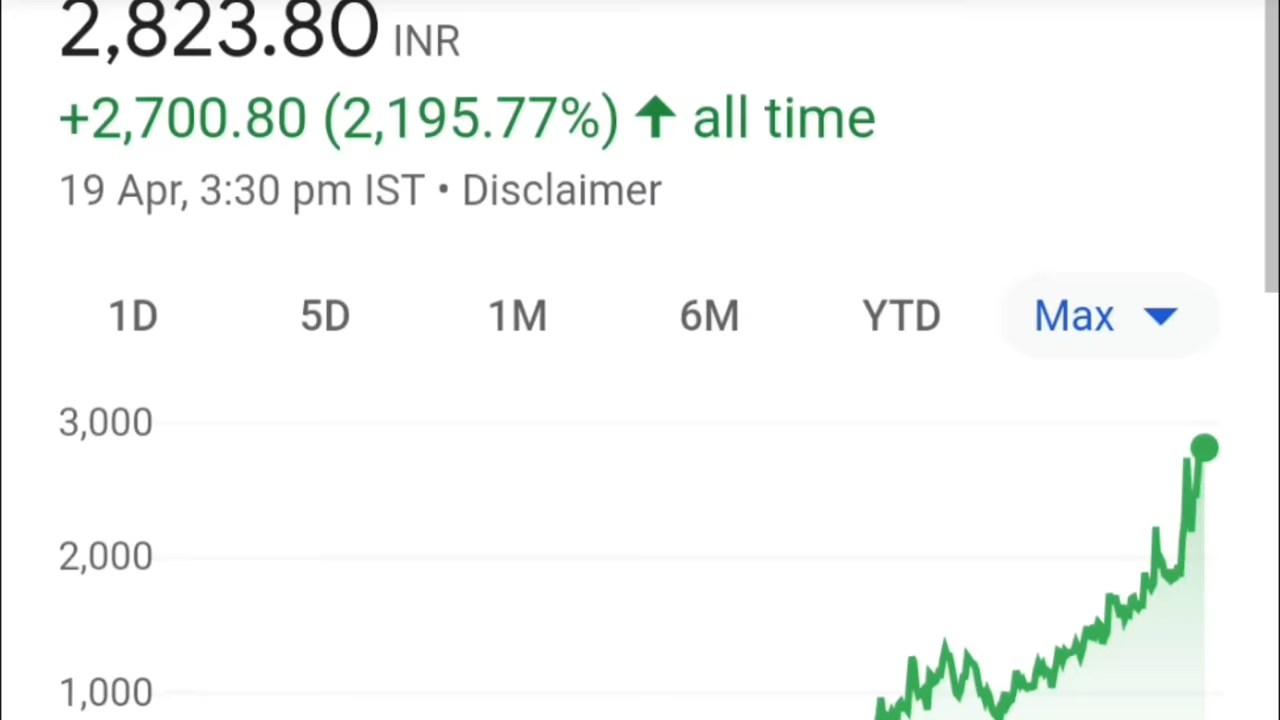 2,823.80 INR
+2,700.80 (2,195.77%) ↑ all time
19 Apr, 3:30 pm IST • Disclaimer
1D 5D 1M 6M YTD Max
3,000
2,000
1,000